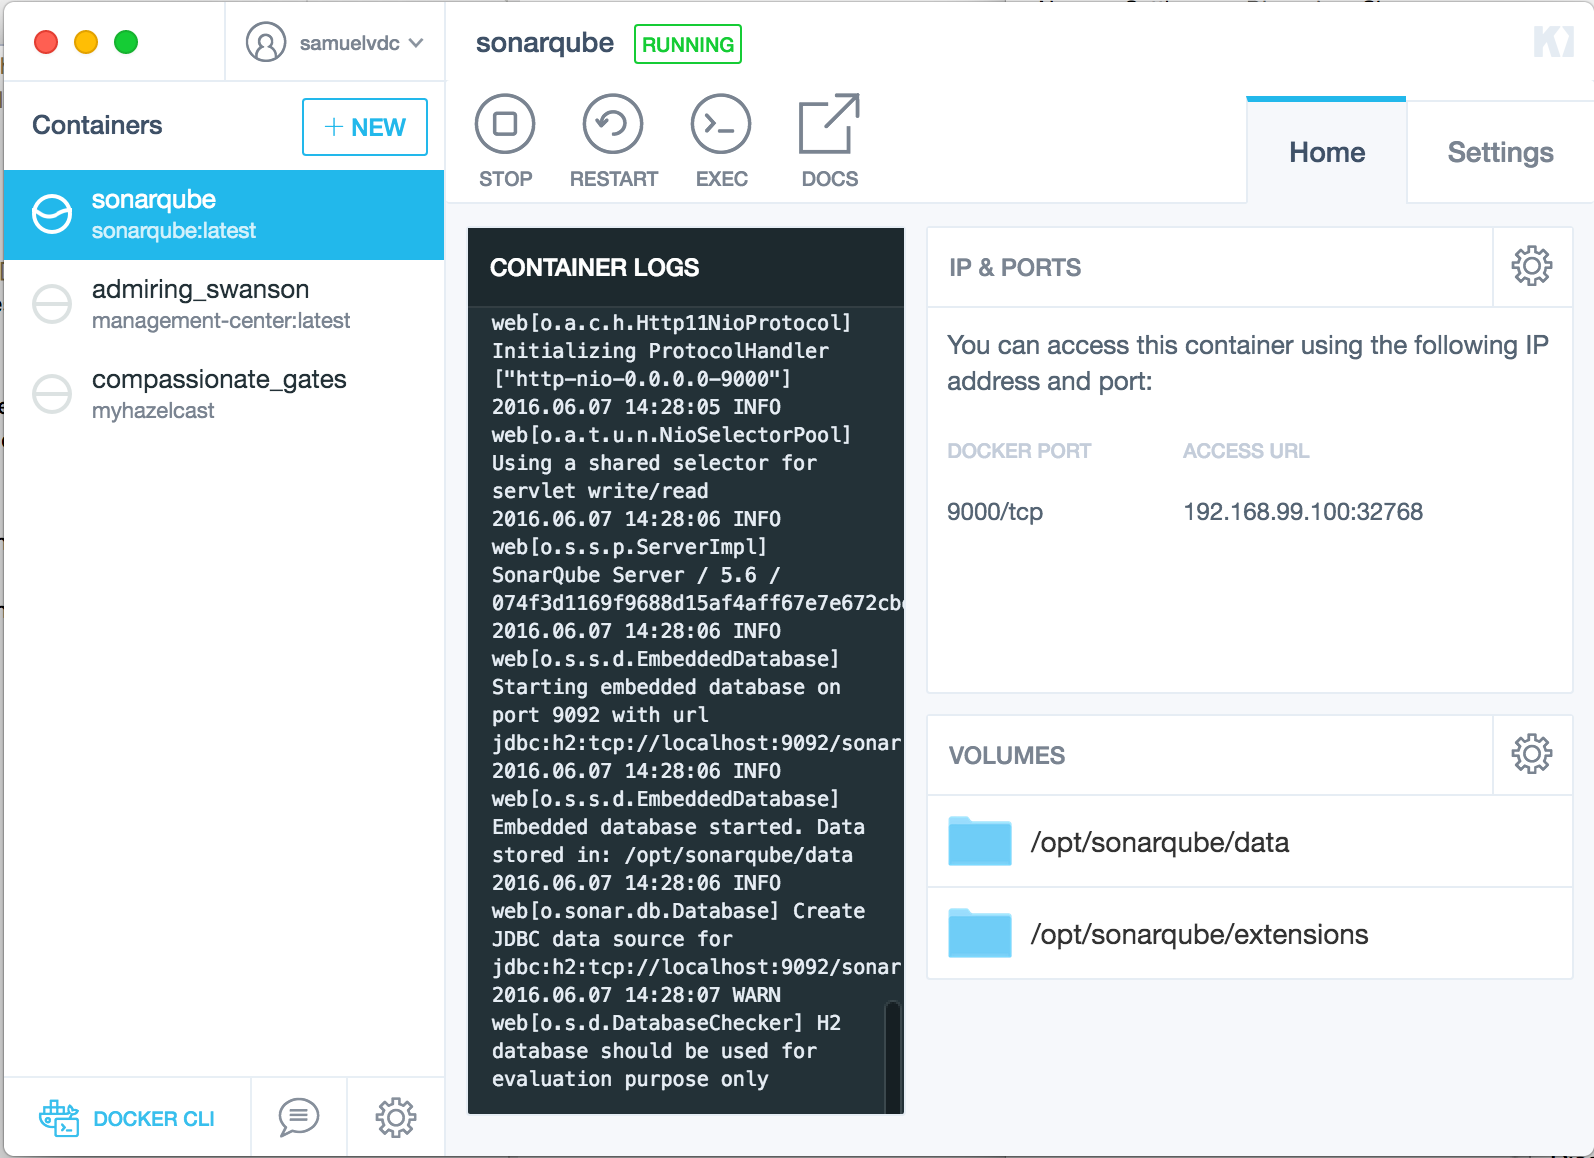 samuelvdc
sonarqube RUNNING
Containers
+ NEW
STOP RESTART EXEC DOCS
Home Settings
sonarqube
sonarqube:latest
admiring_swanson
management-center:latest
compassionate_gates
myhazelcast
CONTAINER LOGS
web[o.a.c.h.Http11NioProtocol]
Initializing ProtocolHandler
["http-nio-0.0.0.0-9000"]
2016.06.07 14:28:05 INFO
web[o.a.t.u.n.NioSelectorPool]
Using a shared selector for
servlet write/read
2016.06.07 14:28:06 INFO
web[o.s.s.p.ServerImpl]
SonarQube Server / 5.6 /
074f3d1169f9688d15af4aff67e7e672cb
2016.06.07 14:28:06 INFO
web[o.s.s.d.EmbeddedDatabase]
Starting embedded database on
port 9092 with url
jdbc:h2:tcp://localhost:9092/sonar
2016.06.07 14:28:06 INFO
web[o.s.s.d.EmbeddedDatabase]
Embedded database started. Data
stored in: /opt/sonarqube/data
2016.06.07 14:28:06 INFO
web[o.sonar.db.Database] Create
JDBC data source for
jdbc:h2:tcp://localhost:9092/sonar
2016.06.07 14:28:07 WARN
web[o.s.d.DatabaseChecker] H2
database should be used for
evaluation purpose only
IP & PORTS
You can access this container using the following IP
address and port:
DOCKER PORT ACCESS URL
9000/tcp 192.168.99.100:32768
VOLUMES
/opt/sonarqube/data
/opt/sonarqube/extensions
DOCKER CLI